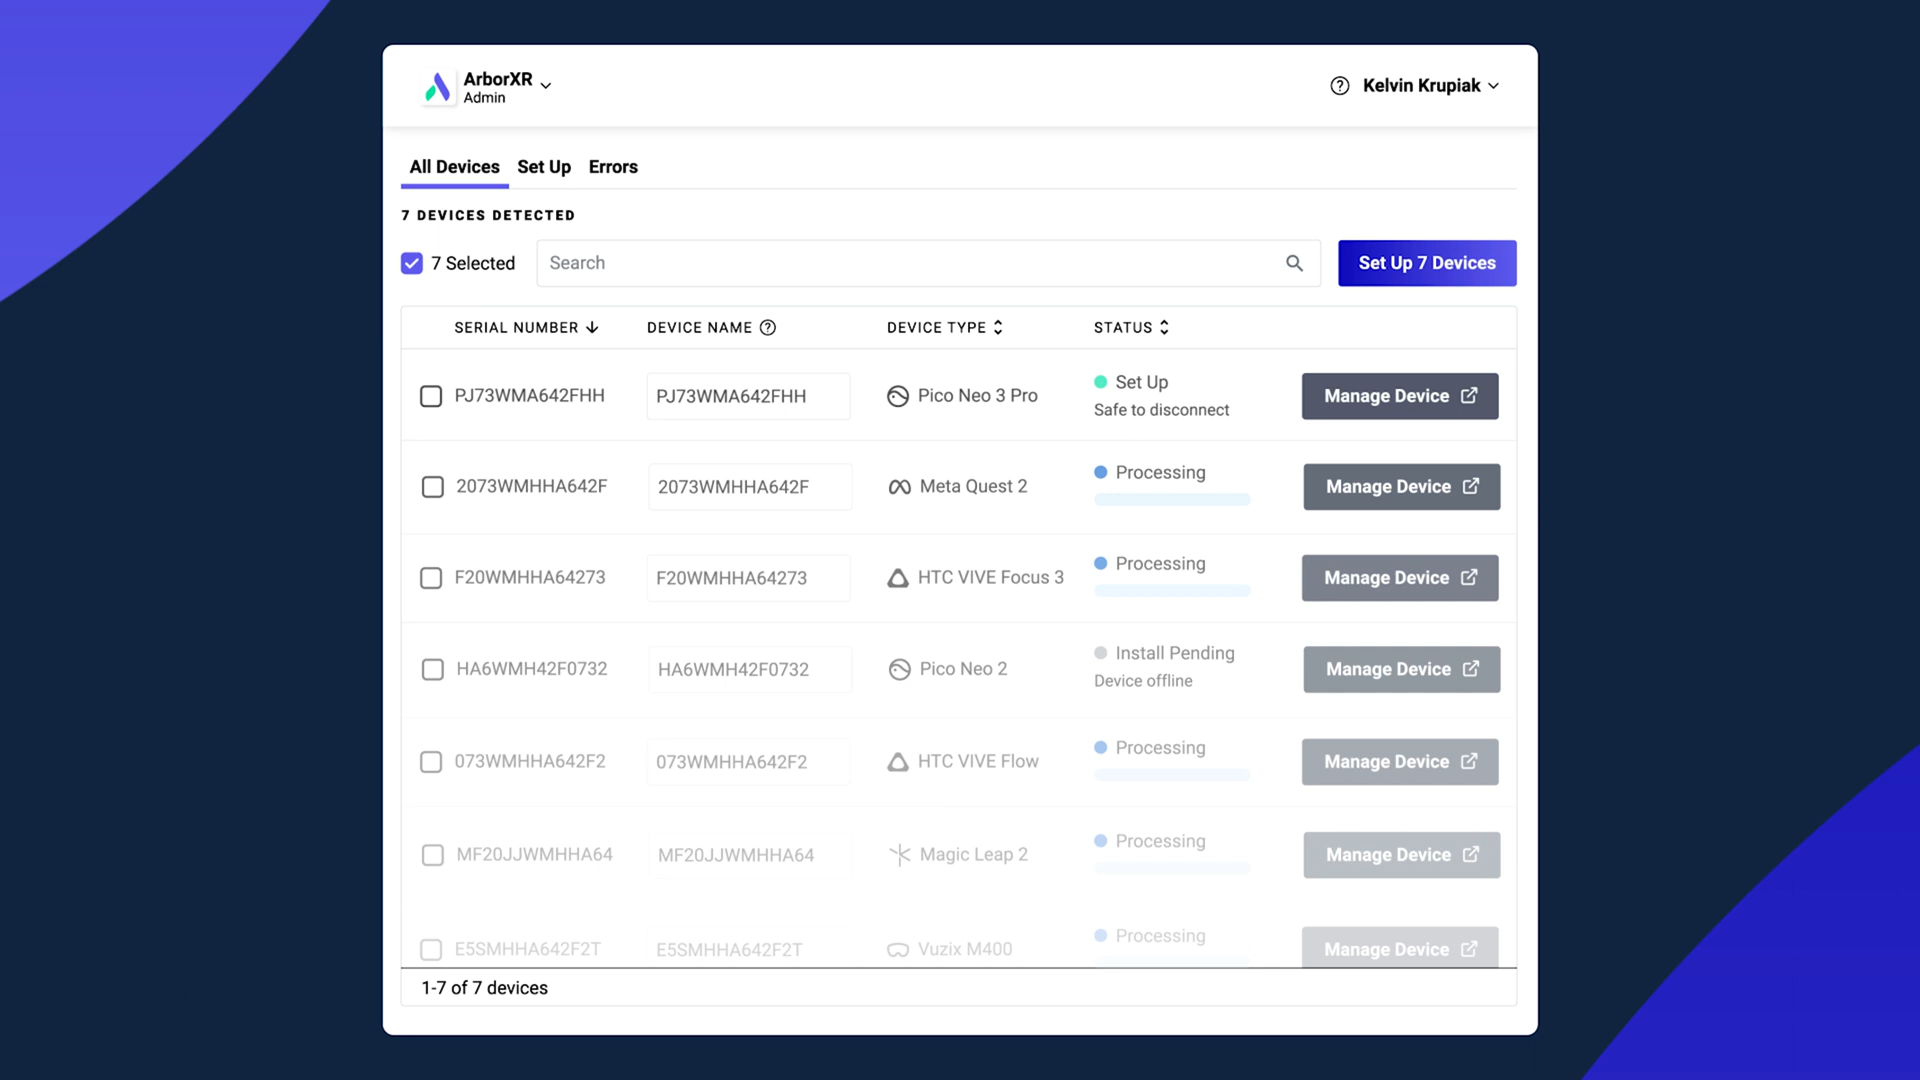 ArborXR
Admin
Kelvin Krupiak
All Devices Set Up Errors
7 DEVICES DETECTED
7 Selected Search Set Up 7 Devices
SERIAL NUMBER DEVICE NAME DEVICE TYPE STATUS
PJ73WMA642FHH PJ73WMA642FHH Pico Neo 3 Pro Set Up Manage Device
Safe to disconnect
2073WMHHA642F 2073WMHHA642F Meta Quest 2 Processing Manage Device
F20WMHHA64273 F20WMHHA64273 HTC VIVE Focus 3 Processing Manage Device
HA6WMH42F0732 HA6WMH42F0732 Pico Neo 2 Install Pending Manage Device
Device offline
073WMHHA642F2 073WMHHA642F2 HTC VIVE Flow Processing Manage Device
MF20JJWMHHA64 MF20JJWMHHA64 Magic Leap 2 Processing Manage Device
E5SMHHA642F2T E5SMHHA642F2T Vuzix M400 Processing Manage Device
1-7 of 7 devices